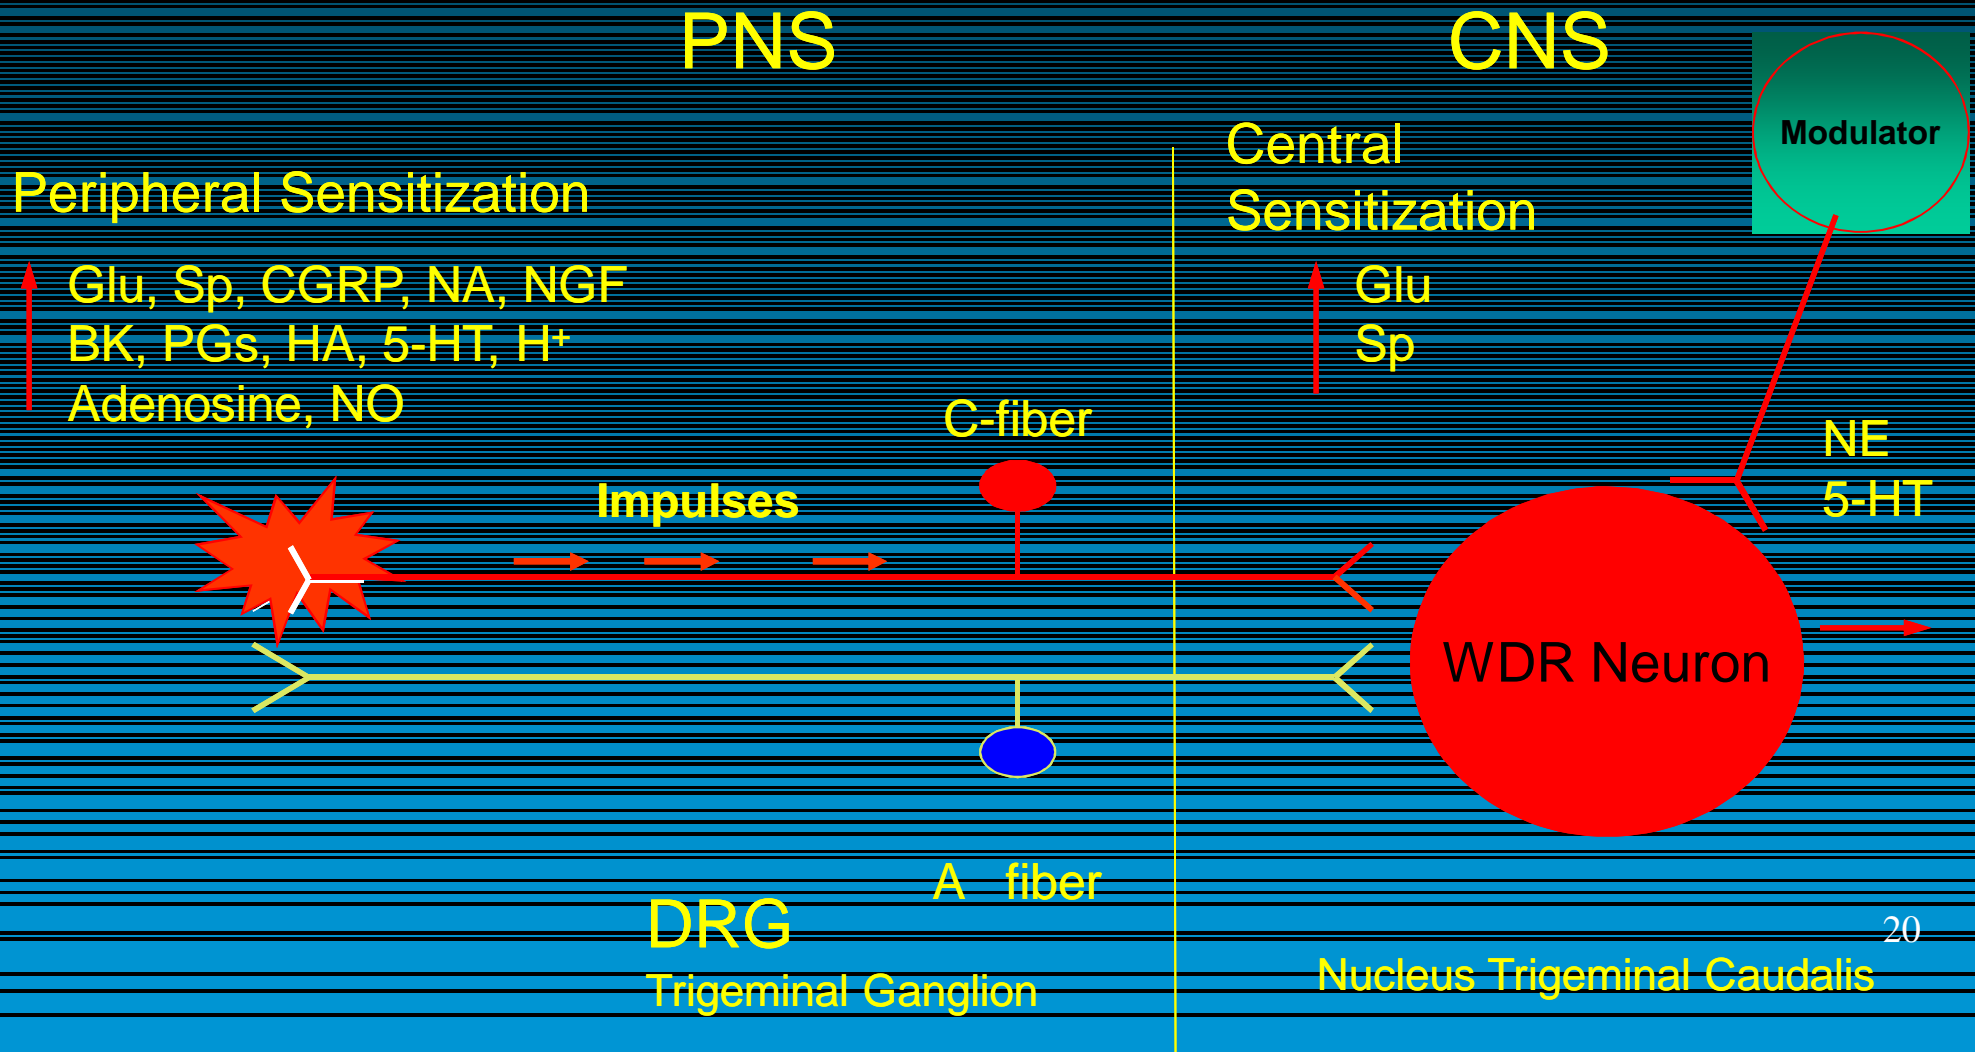 PNS
CNS
Modulator
Peripheral Sensitization
Glu, Sp, CGRP, NA, NGF
BK, PGs, HA, 5-HT, H⁺
Adenosine, NO
Central
Sensitization
Glu
Sp
C-fiber
Impulses
NE
5-HT
WDR Neuron
A fiber
DRG
Trigeminal Ganglion
20
Nucleus Trigeminal Caudalis